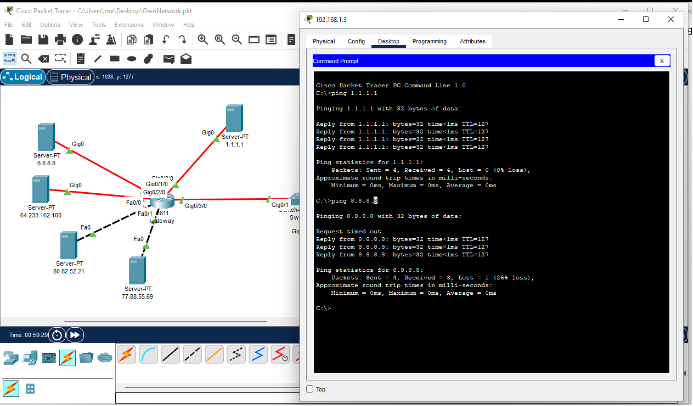 Cisco Packet Tracer - C:\Users\me\Desktop\OwnNetwork.pkt
File Edit Options View Tools Extensions Window Help
Logical
Physical
x: 1038, y: 1277
Server-PT
1.1.1.1
Gig0
Server-PT
8.8.8.8
Gig0
Server-PT
64.233.162.100
Gig0
Gig0/1/0
Gig0/2/0
Fa0/0
Fa0/1
Gig0/3/0
Gig0/1
Fa0
Server-PT
80.82.52.21
Fa0
Server-PT
77.88.55.69
Time: 00:59:29
192.168.1.3
Physical Config Desktop Programming Attributes
Command Prompt
X
Cisco Packet Tracer PC Command Line 1.0
C:\>ping 1.1.1.1
Pinging 1.1.1.1 with 32 bytes of data:
Reply from 1.1.1.1: bytes=32 time<1ms TTL=127
Reply from 1.1.1.1: bytes=32 time<1ms TTL=127
Reply from 1.1.1.1: bytes=32 time<1ms TTL=127
Reply from 1.1.1.1: bytes=32 time<1ms TTL=127
Ping statistics for 1.1.1.1:
Packets: Sent = 4, Received = 4, Lost = 0 (0% loss),
Approximate round trip times in milli-seconds:
Minimum = 0ms, Maximum = 0ms, Average = 0ms
C:\>ping 8.8.8.8
Pinging 8.8.8.8 with 32 bytes of data:
Request timed out.
Reply from 8.8.8.8: bytes=32 time<1ms TTL=127
Reply from 8.8.8.8: bytes=32 time<1ms TTL=127
Reply from 8.8.8.8: bytes=32 time<1ms TTL=127
Ping statistics for 8.8.8.8:
Packets: Sent = 4, Received = 3, Lost = 1 (25% loss),
Approximate round trip times in milli-seconds:
Minimum = 0ms, Maximum = 0ms, Average = 0ms
C:\>
Top